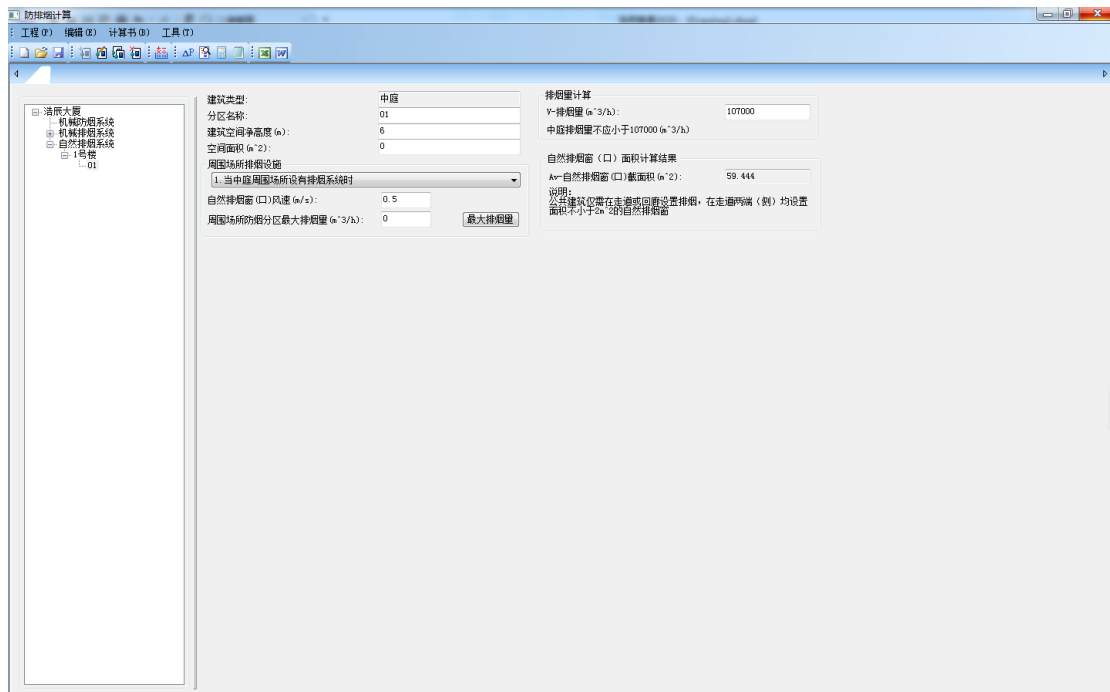 防排烟计算
工程(P) 编辑(E) 计算书(B) 工具(T)
浩辰大厦
机械防烟系统
机械排烟系统
自然排烟系统
1号楼
01
建筑类型: 中庭
分区名称: 01
建筑空间净高度(m): 6
空间面积(m^2): 0
周围场所排烟设施
1.当中庭周围场所设有排烟系统时
自然排烟窗(口)风速(m/s): 0.5
周围场所防烟分区最大排烟量(m^3/h): 0 最大排烟量
排烟量计算
V-排烟量(m^3/h): 107000
中庭排烟量不应小于107000(m^3/h)
自然排烟窗（口）面积计算结果
Av-自然排烟窗(口)截面积(m^2): 59.444
说明:
公共建筑仅需在走道或回廊设置排烟，在走道两端（侧）均设置
面积不小于2m^2的自然排烟窗